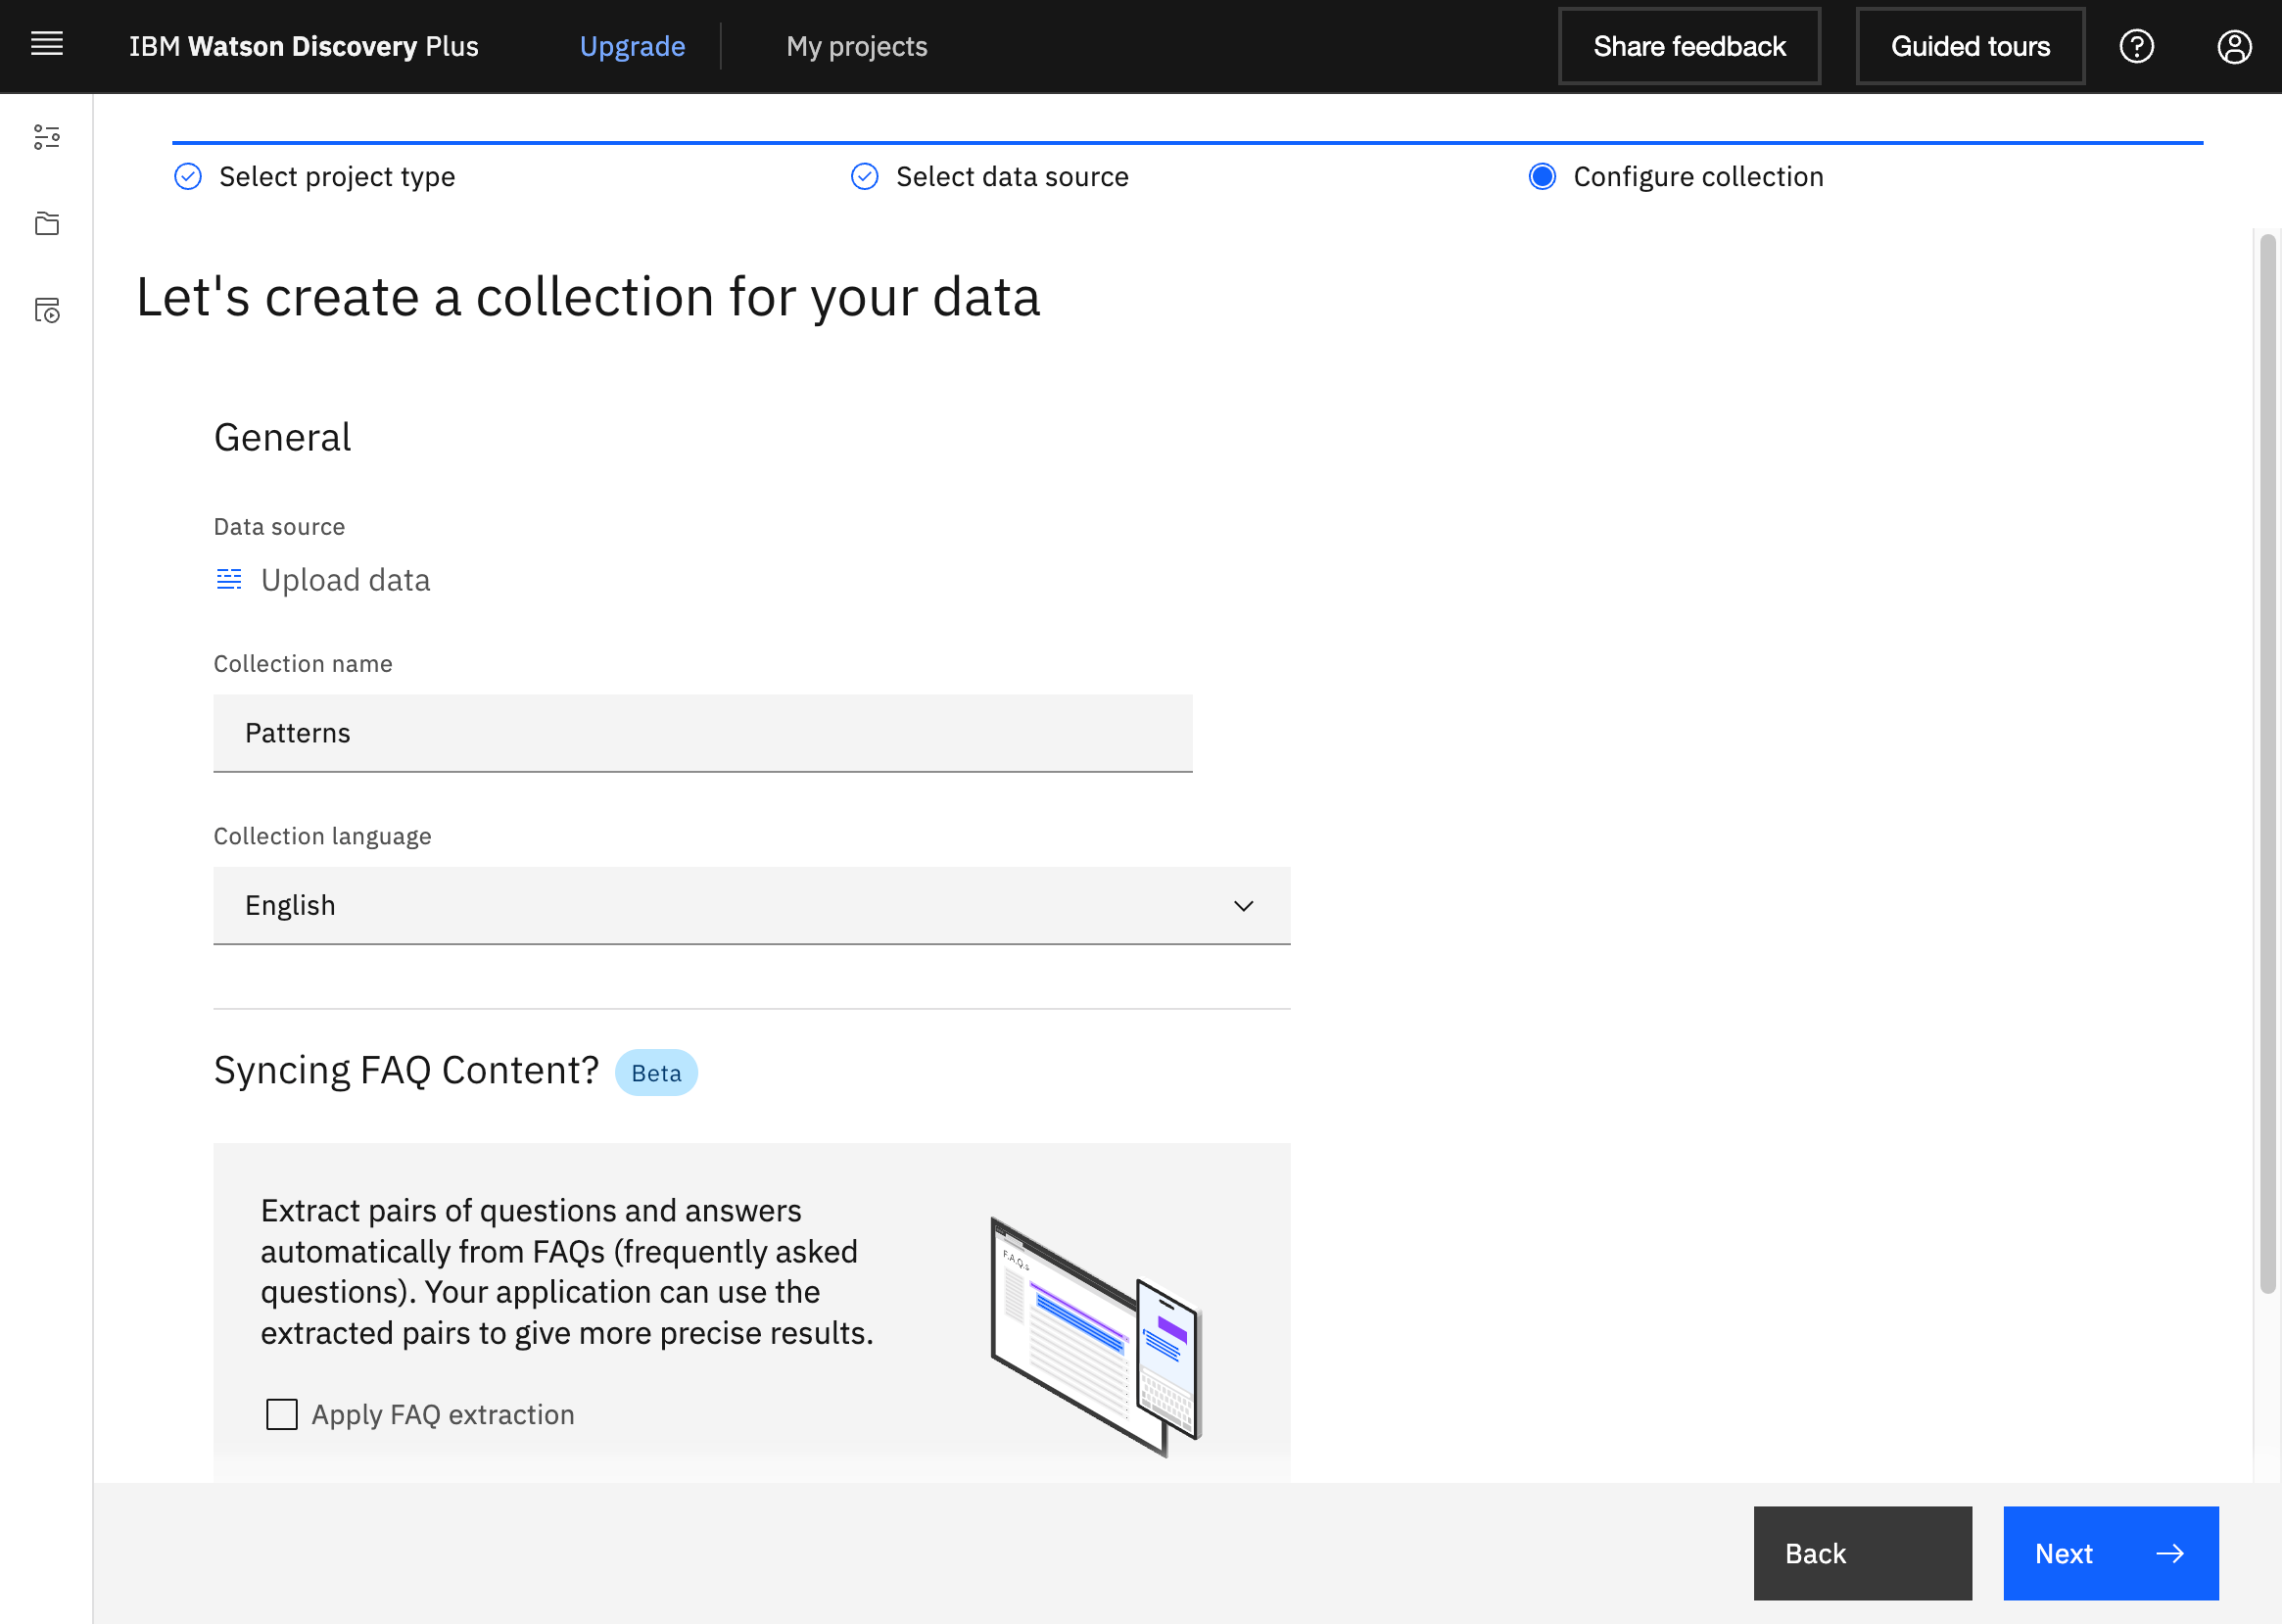 IBM Watson Discovery Plus
Upgrade
My projects
Share feedback
Guided tours
Select project type
Select data source
Configure collection
Let's create a collection for your data
General
Data source
Upload data
Collection name
Patterns
Collection language
English
Syncing FAQ Content?
Beta
Extract pairs of questions and answers
automatically from FAQs (frequently asked
questions). Your application can use the
extracted pairs to give more precise results.
F.A.Q.s
Apply FAQ extraction
Back
Next